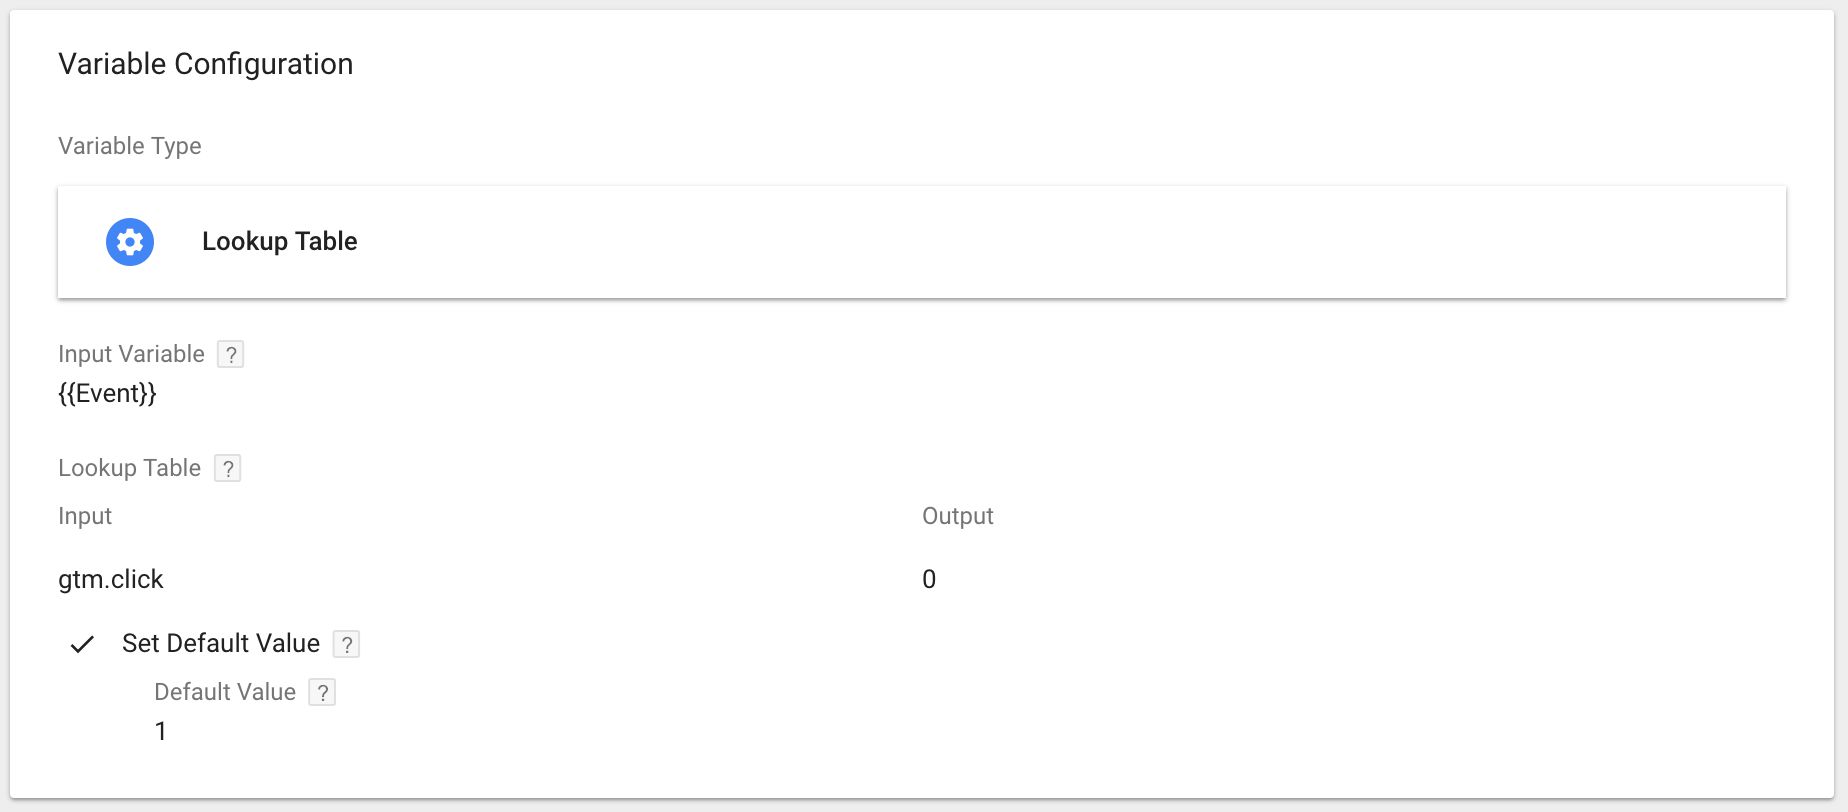 Variable Configuration
Variable Type
Lookup Table
Input Variable ?
{{Event}}
Lookup Table ?
Input Output
gtm.click 0
Set Default Value ?
Default Value ?
1